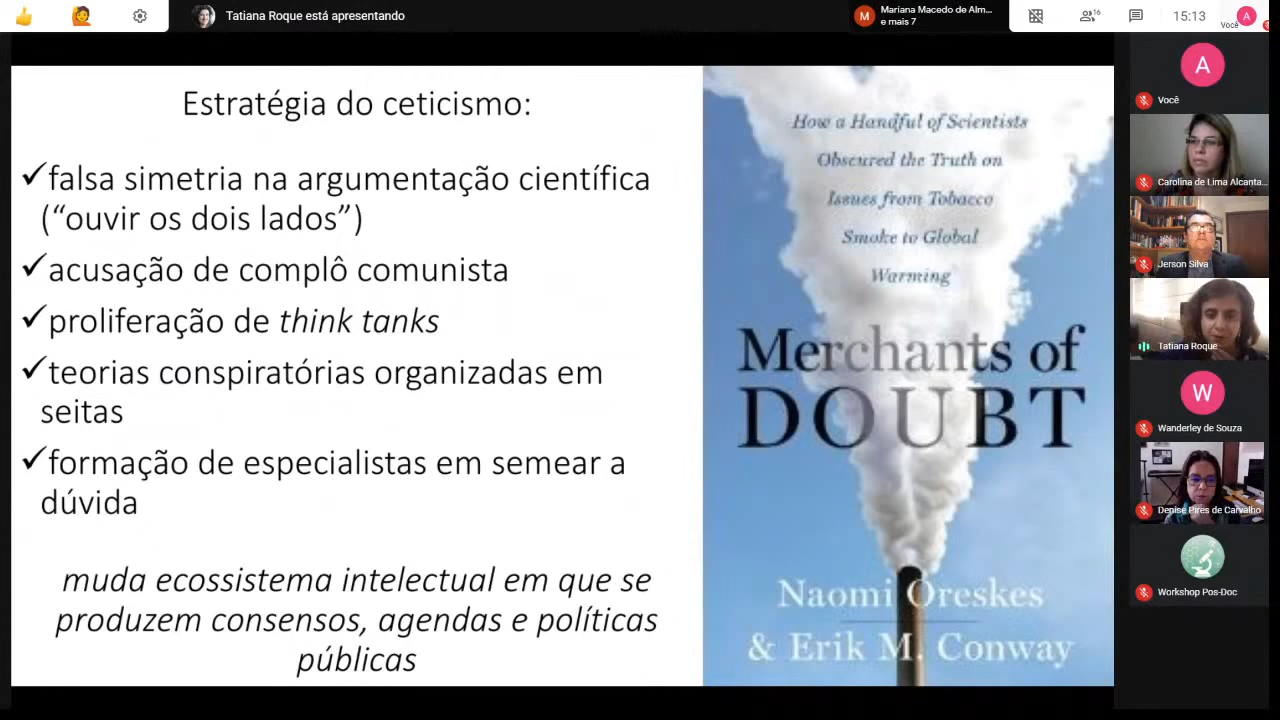 Tatiana Roque está apresentando
M
Mariana Macedo de Alm...
e mais 7
16
15:13
A
Você
Estratégia do ceticismo:
✓falsa simetria na argumentação científica
(“ouvir os dois lados”)
✓acusação de complô comunista
✓proliferação de think tanks
✓teorias conspiratórias organizadas em
seitas
✓formação de especialistas em semear a
dúvida
muda ecossistema intelectual em que se
produzem consensos, agendas e políticas
públicas
How a Handful of Scientists
Obscured the Truth on
Issues from Tobacco
Smoke to Global
Warming
Merchants of
DOUBT
Naomi Oreskes
& Erik M. Conway
A
Você
Carolina de Lima Alcanta...
Jerson Silva
Tatiana Roque
W
Wanderley de Souza
Denise Pires de Carvalho
Workshop Pos-Doc